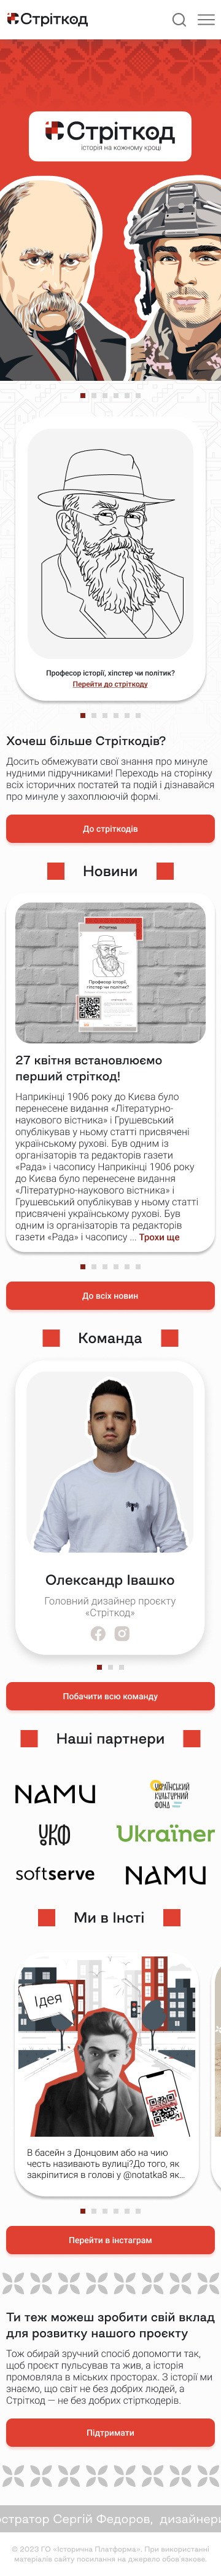 Стріткод
Стріткод
історія на кожному кроці
Професор історії, хіпстер чи політик?
Перейти до стріткоду
Хочеш більше Стриткодів?
Досить обмежувати свої знання про минуле
нудними підручниками! Переходь на сторінку
всіх історичних постатей та подій і дізнавайся
про минуле у захоплюючій формі.
До стріткодів
Новини
Стріткод
Професор історії,
хіпстер чи політик?
27 квітня встановлюємо
перший стріткод!
Наприкінці 1906 року до Києва було
перенесене видання «Літературно-
наукового вістника» і Грушевський
опублікував у ньому статті присвячені
українському рухові. Був одним із
організаторів та редакторів газети
«Рада» і часопису Наприкінці 1906 року
до Києва було перенесене видання
«Літературно-наукового вістника» і
Грушевський опублікував у ньому статті
присвячені українському рухові. Був
одним із організаторів та редакторів
газети «Рада» і часопису ... Трохи ще
До всіх новин
Команда
Олександр Івашко
Головний дизайнер проєкту
«Стріткод»
Побачити всю команду
Наші партнери
NAMU
УКРАЇНСЬКИЙ
КУЛЬТУРНИЙ
ФОНД
УКФ
Ukraїner
softserve
NAMU
Ми в Інсті
Ідея
В басейн з Донцовим або на чию
честь називають вулиці?До того, як
закріпитися в голові у @notatka8 як...
Перейти в інстаграм
Ти теж можеш зробити свій вклад
для розвитку нашого проєкту
Тож обирай зручний спосіб допомогти так,
щоб проєкт пульсував та жив, а історія
промовляла в міських просторах. З історії ми
знаємо, що світ не без добрих людей, а
Стріткод — не без добрих стірткодерів.
Підтримати
стратор Сергій Федоров, дизайнер
© 2023 ГО «Історична Платформа». При використанні
матеріалів сайту посилання на джерело обов'язкове.